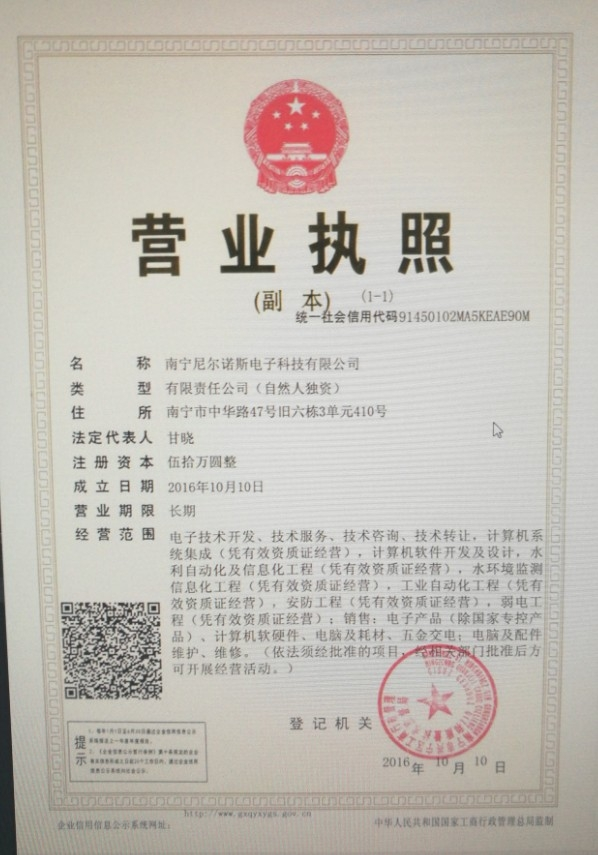 营业执照
(副 本) (1-1)
统一社会信用代码91450102MA5KEAE90M
名 称 南宁尼尔诺斯电子科技有限公司
类 型 有限责任公司（自然人独资）
住 所 南宁市中华路47号旧六栋3单元410号
法定代表人 甘晓
注册资本 伍拾万圆整
成立日期 2016年10月10日
营业期限 长期
经营范围 电子技术开发、技术服务、技术咨询、技术转让，计算机系
统集成（凭有效资质证经营），计算机软件开发及设计，水
利自动化及信息化工程（凭有效资质证经营），水环境监测
信息化工程（凭有效资质证经营），工业自动化工程（凭有
效资质证经营），安防工程（凭有效资质证经营），弱电工
程（凭有效资质证经营）；销售：电子产品（除国家专控产
品）、计算机软硬件、电脑及耗材、五金交电；电脑及配件
维护、维修。（依法须经批准的项目，经相关部门批准后方
可开展经营活动。）
登记机关
2016年 10月 10日
提示
企业信用信息公示系统网址：
http://www.gxqyxygs.gov.cn
中华人民共和国国家工商行政管理总局监制